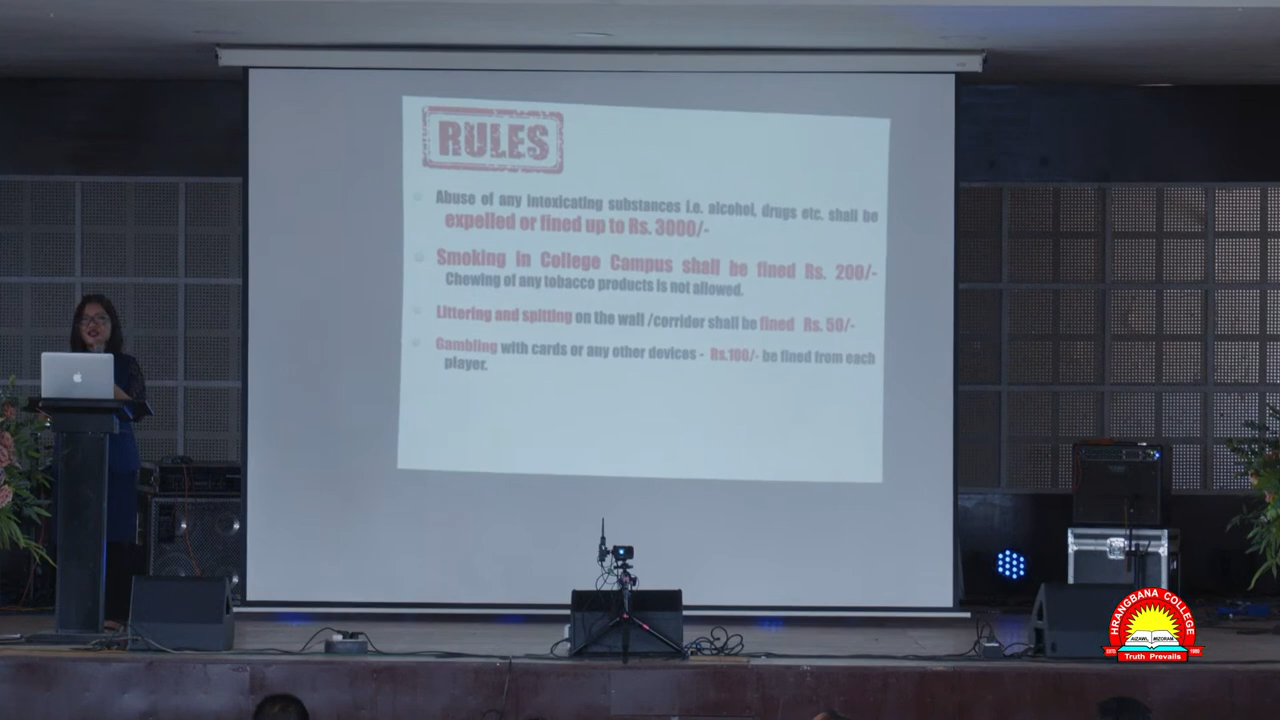 RULES
Abuse of any intoxicating substances i.e. alcohol, drugs etc. shall be
expelled or fined up to Rs. 3000/-
Smoking in College Campus shall be fined Rs. 200/-
Chewing of any tobacco products is not allowed.
Littering and spitting on the wall /corridor shall be fined Rs. 50/-
Gambling with cards or any other devices - Rs.100/- be fined from each
player.
HRANGBANA COLLEGE
AIZAWL MIZORAM
ESTD 1980
Truth Prevails